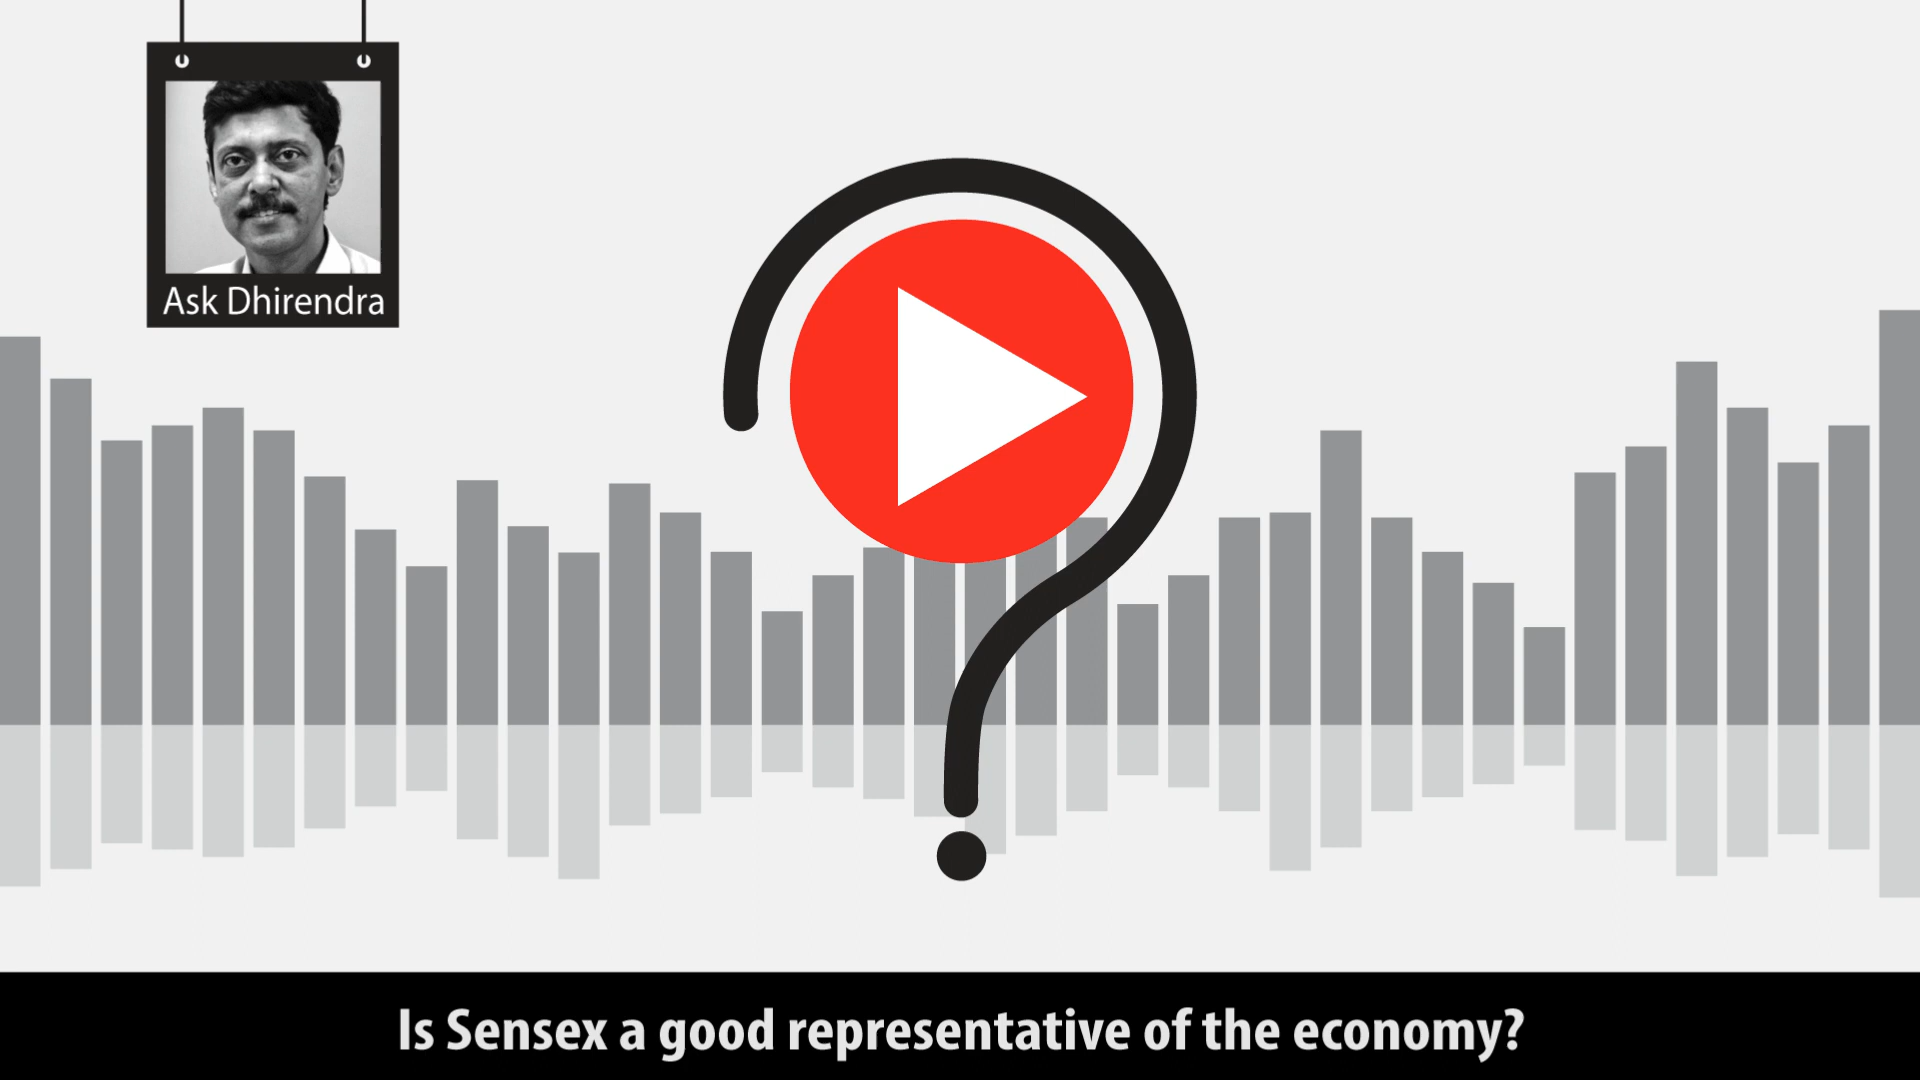 Ask Dhirendra
Is Sensex a good representative of the economy?